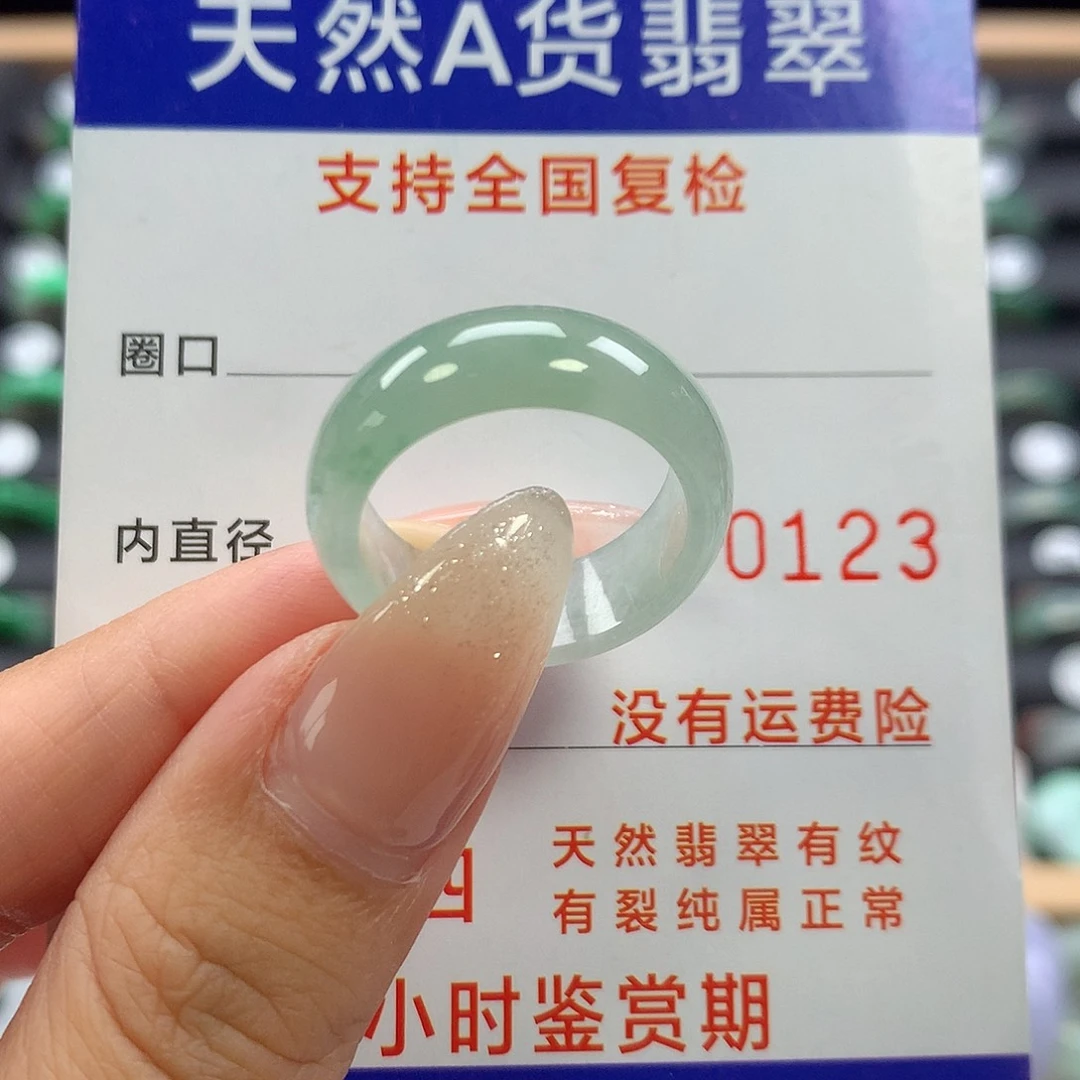 天然A货翡翠
支持全国复检
圈口
内直径
0123
没有运费险
天然翡翠有纹
有裂纯属正常
小时鉴赏期